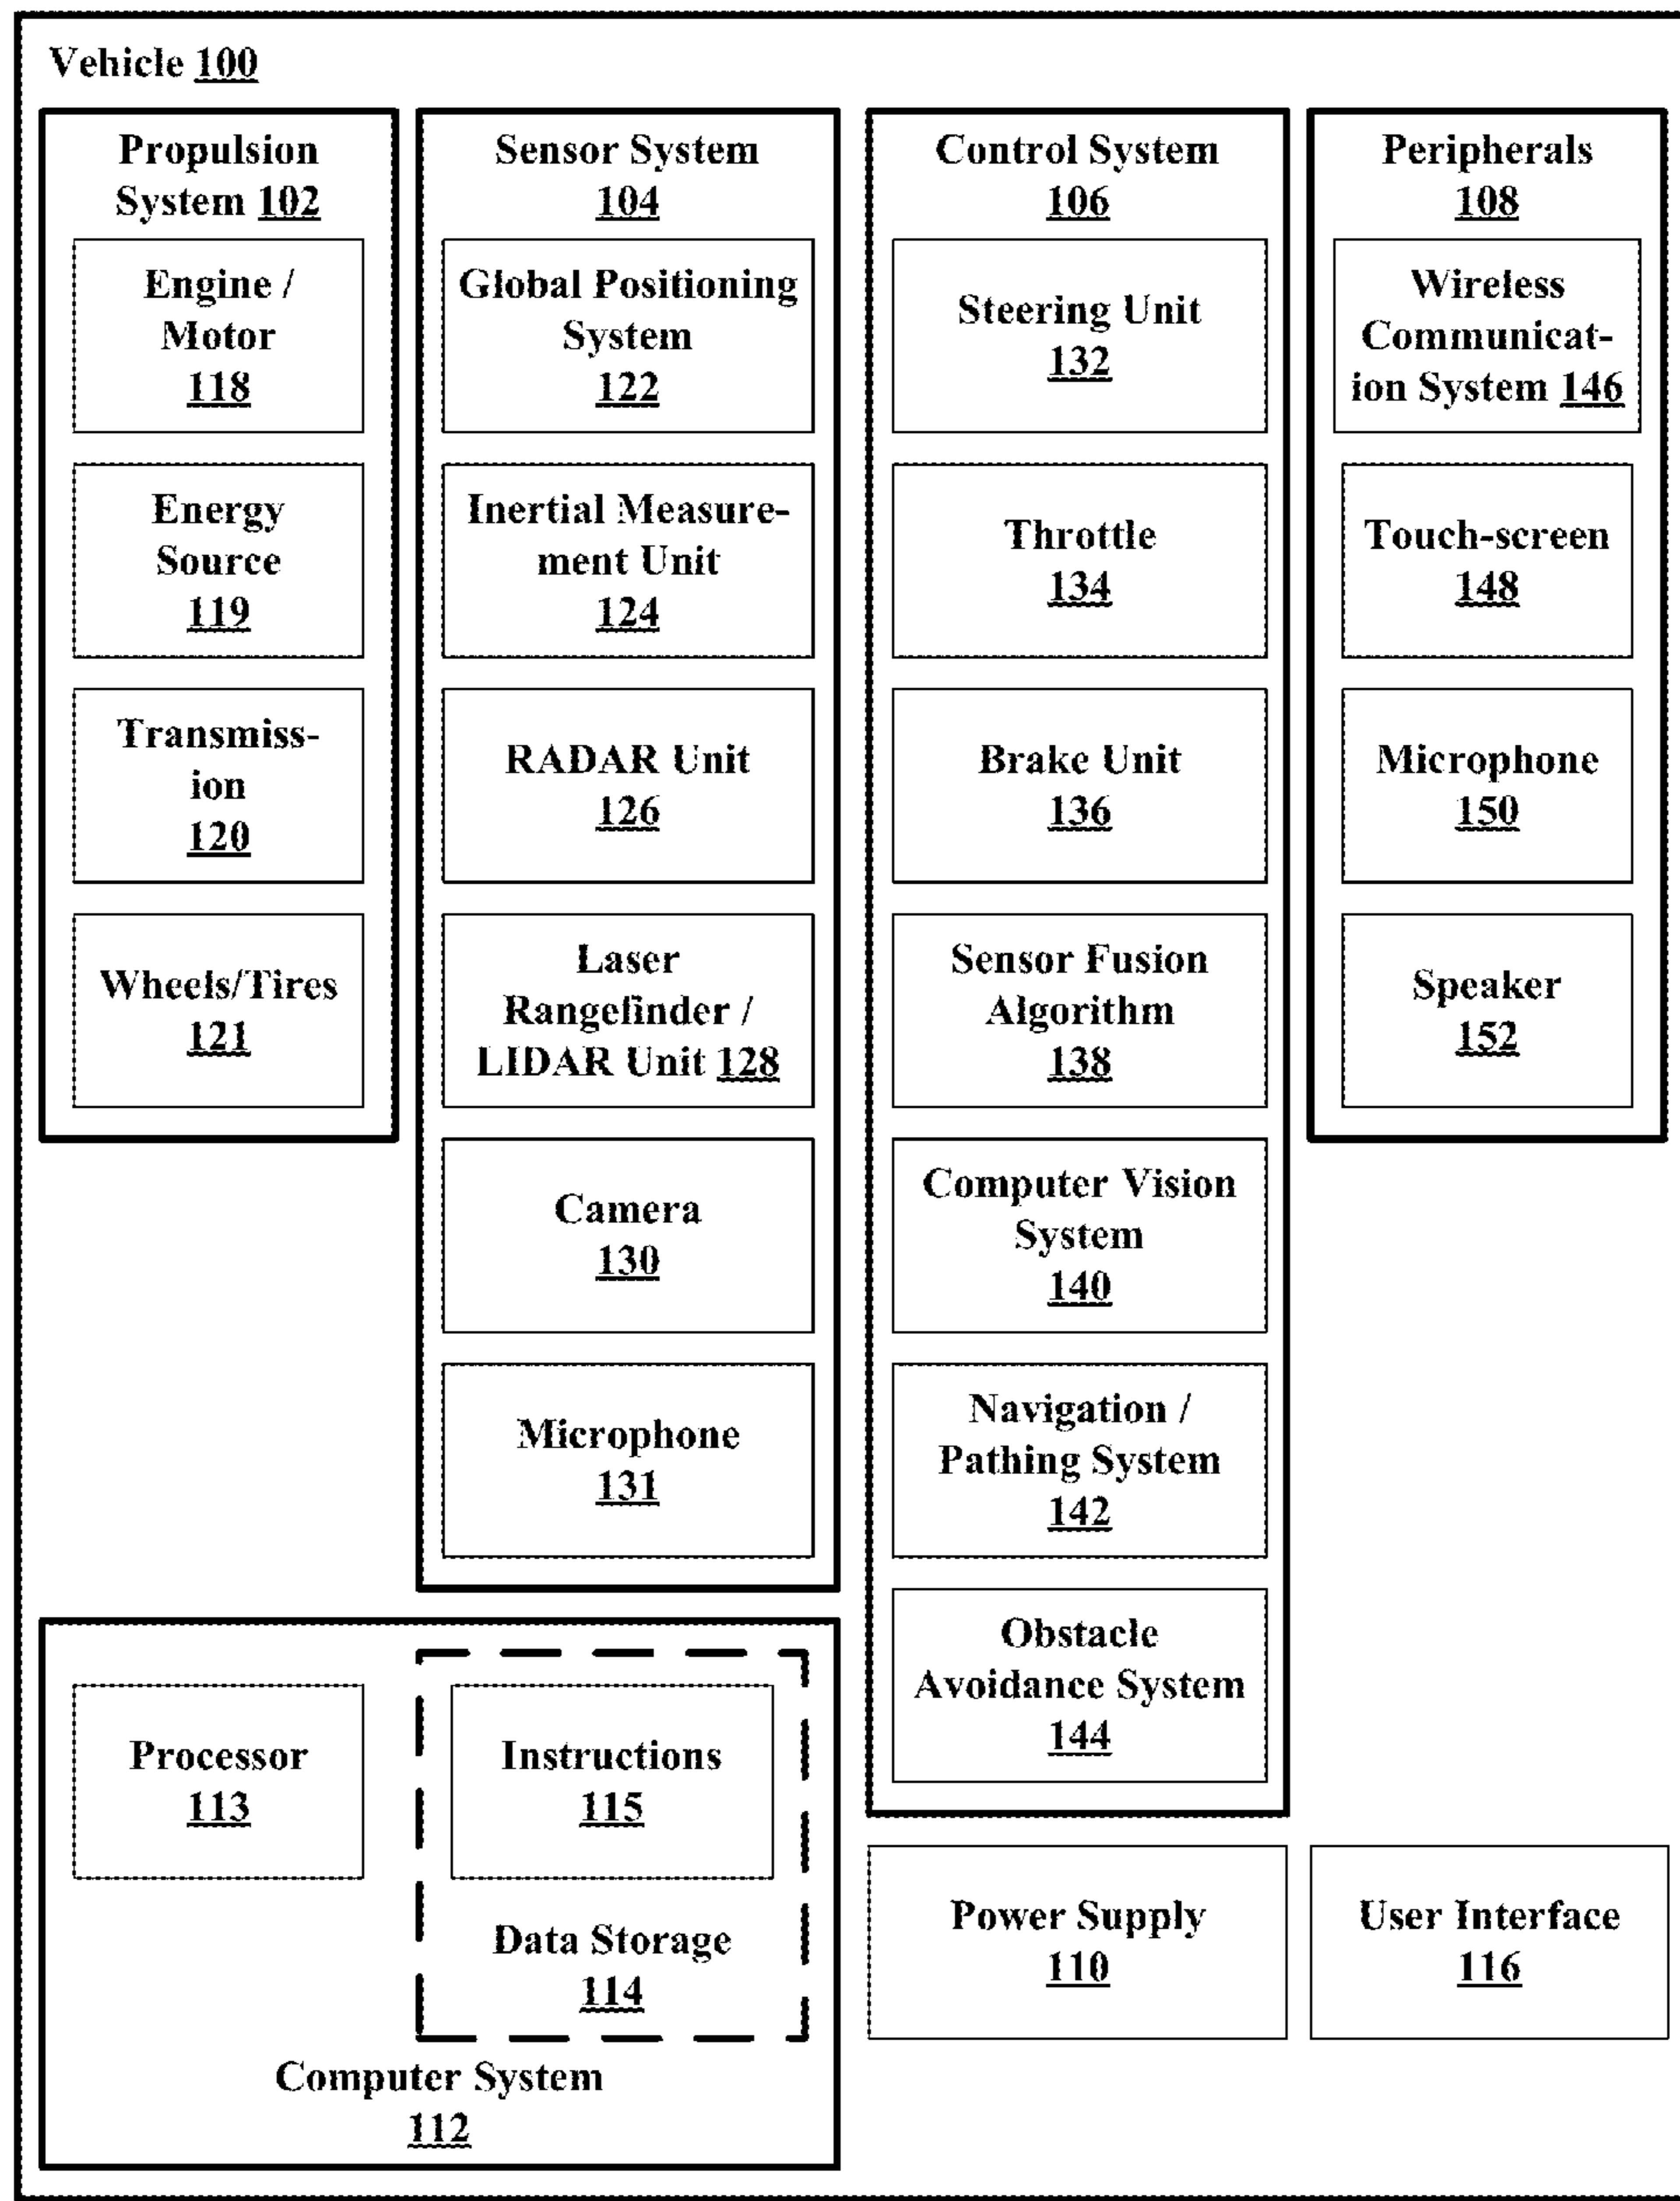 Vehicle 100
Propulsion
System 102
Engine /
Motor
118
Energy
Source
119
Transmiss-
ion
120
Wheels/Tires
121
Sensor System
104
Global Positioning
System
122
Inertial Measure-
ment Unit
124
RADAR Unit
126
Laser
Rangefinder /
LIDAR Unit 128
Camera
130
Microphone
131
Control System
106
Steering Unit
132
Throttle
134
Brake Unit
136
Sensor Fusion
Algorithm
138
Computer Vision
System
140
Navigation /
Pathing System
142
Obstacle
Avoidance System
144
Peripherals
108
Wireless
Communicat-
ion System 146
Touch-screen
148
Microphone
150
Speaker
152
Processor
113
Instructions
115
Data Storage
114
Computer System
112
Power Supply
110
User Interface
116